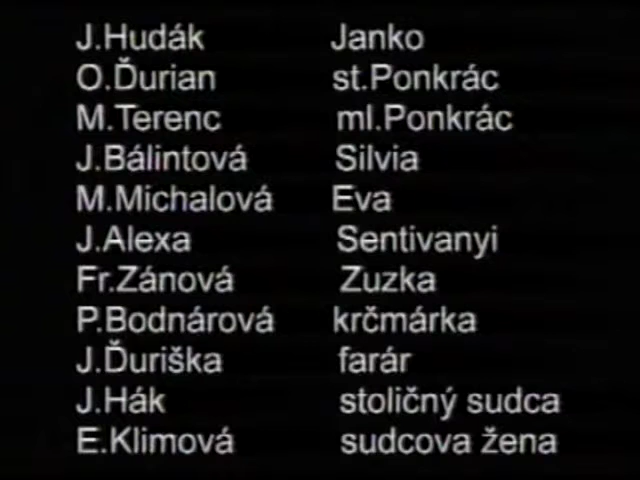 J.Hudák Janko
O.Ďurian st.Ponkrác
M.Terenc ml.Ponkrác
J.Bálintová Silvia
M.Michalová Eva
J.Alexa Sentivanyi
Fr.Zánová Zuzka
P.Bodnárová krčmárka
J.Ďuriška farár
J.Hák stoličný sudca
E.Klimová sudcova žena